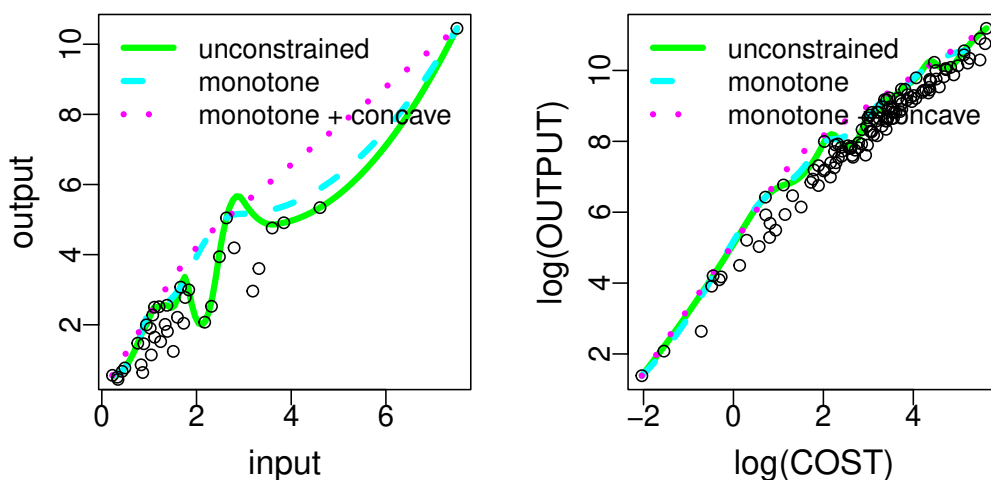 unconstrained
monotone
monotone + concave
output
10
8
6
4
2
0 2 4 6
input
unconstrained
monotone
monotone + concave
log(OUTPUT)
10
8
6
4
2
−2 0 2 4
log(COST)